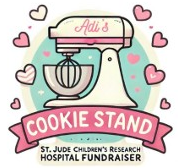 Adi's
COOKIE STAND
ST. JUDE CHILDREN'S RESEARCH
HOSPITAL FUNDRAISER